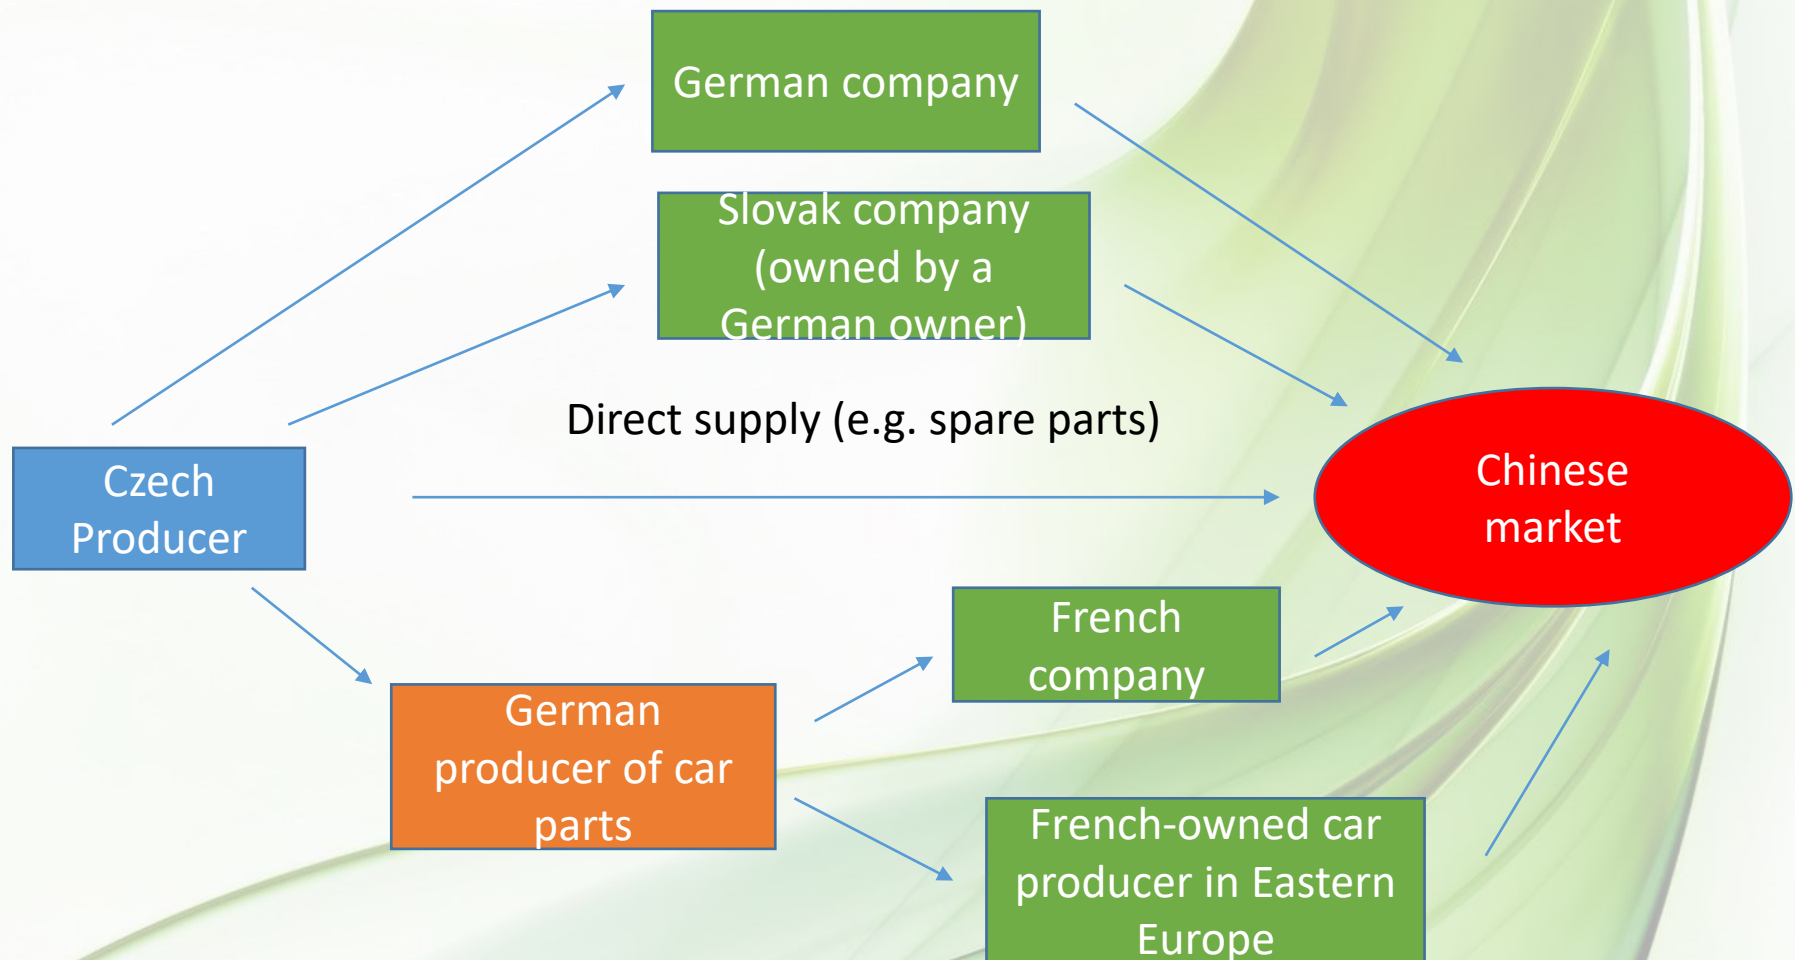 German company
Slovak company
(owned by a
German owner)
Direct supply (e.g. spare parts)
Czech
Producer
Chinese
market
French
company
German
producer of car
parts
French-owned car
producer in Eastern
Europe